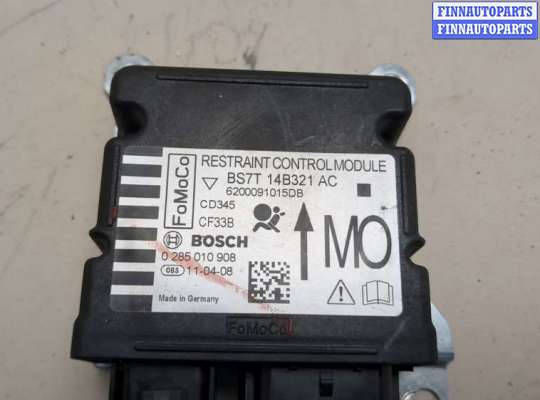 FINNAUTOPARTS
FINNAUTOPARTS
FoMoCo
RESTRAINT CONTROL MODULE
BS7T 14B321 AC
6200091015DB
CD345
CF33B
BOSCH
0 285 010 908
085 11-04-08
Made in Germany
MO
FoMoCo